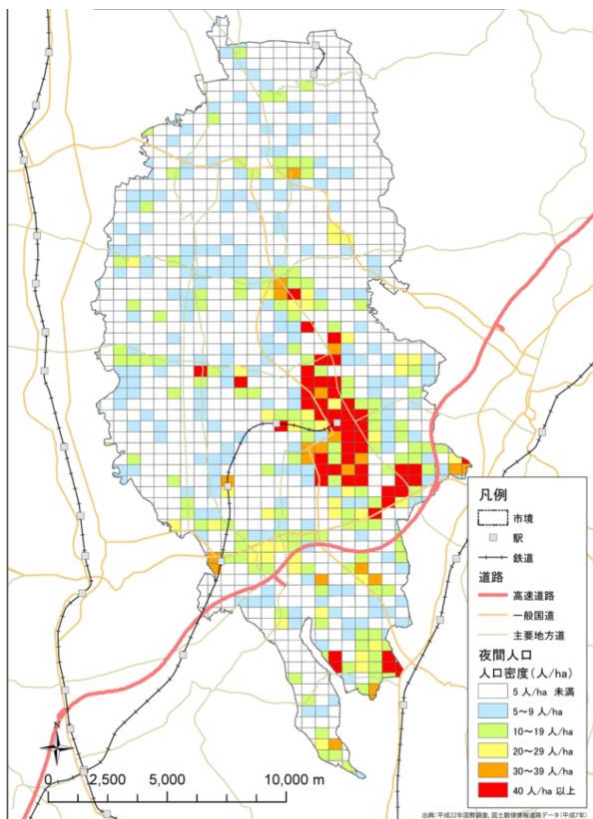 凡例
市境
駅
鉄道
道路
高速道路
一般国道
主要地方道
夜間人口
人口密度(人/ha)
5 人/ha 未満
5～9 人/ha
10～19 人/ha
20～29 人/ha
30～39 人/ha
40 人/ha 以上
N
0 2,500 5,000 10,000 m
出典:平成22年国勢調査、国土数値情報道路データ(平成7年)